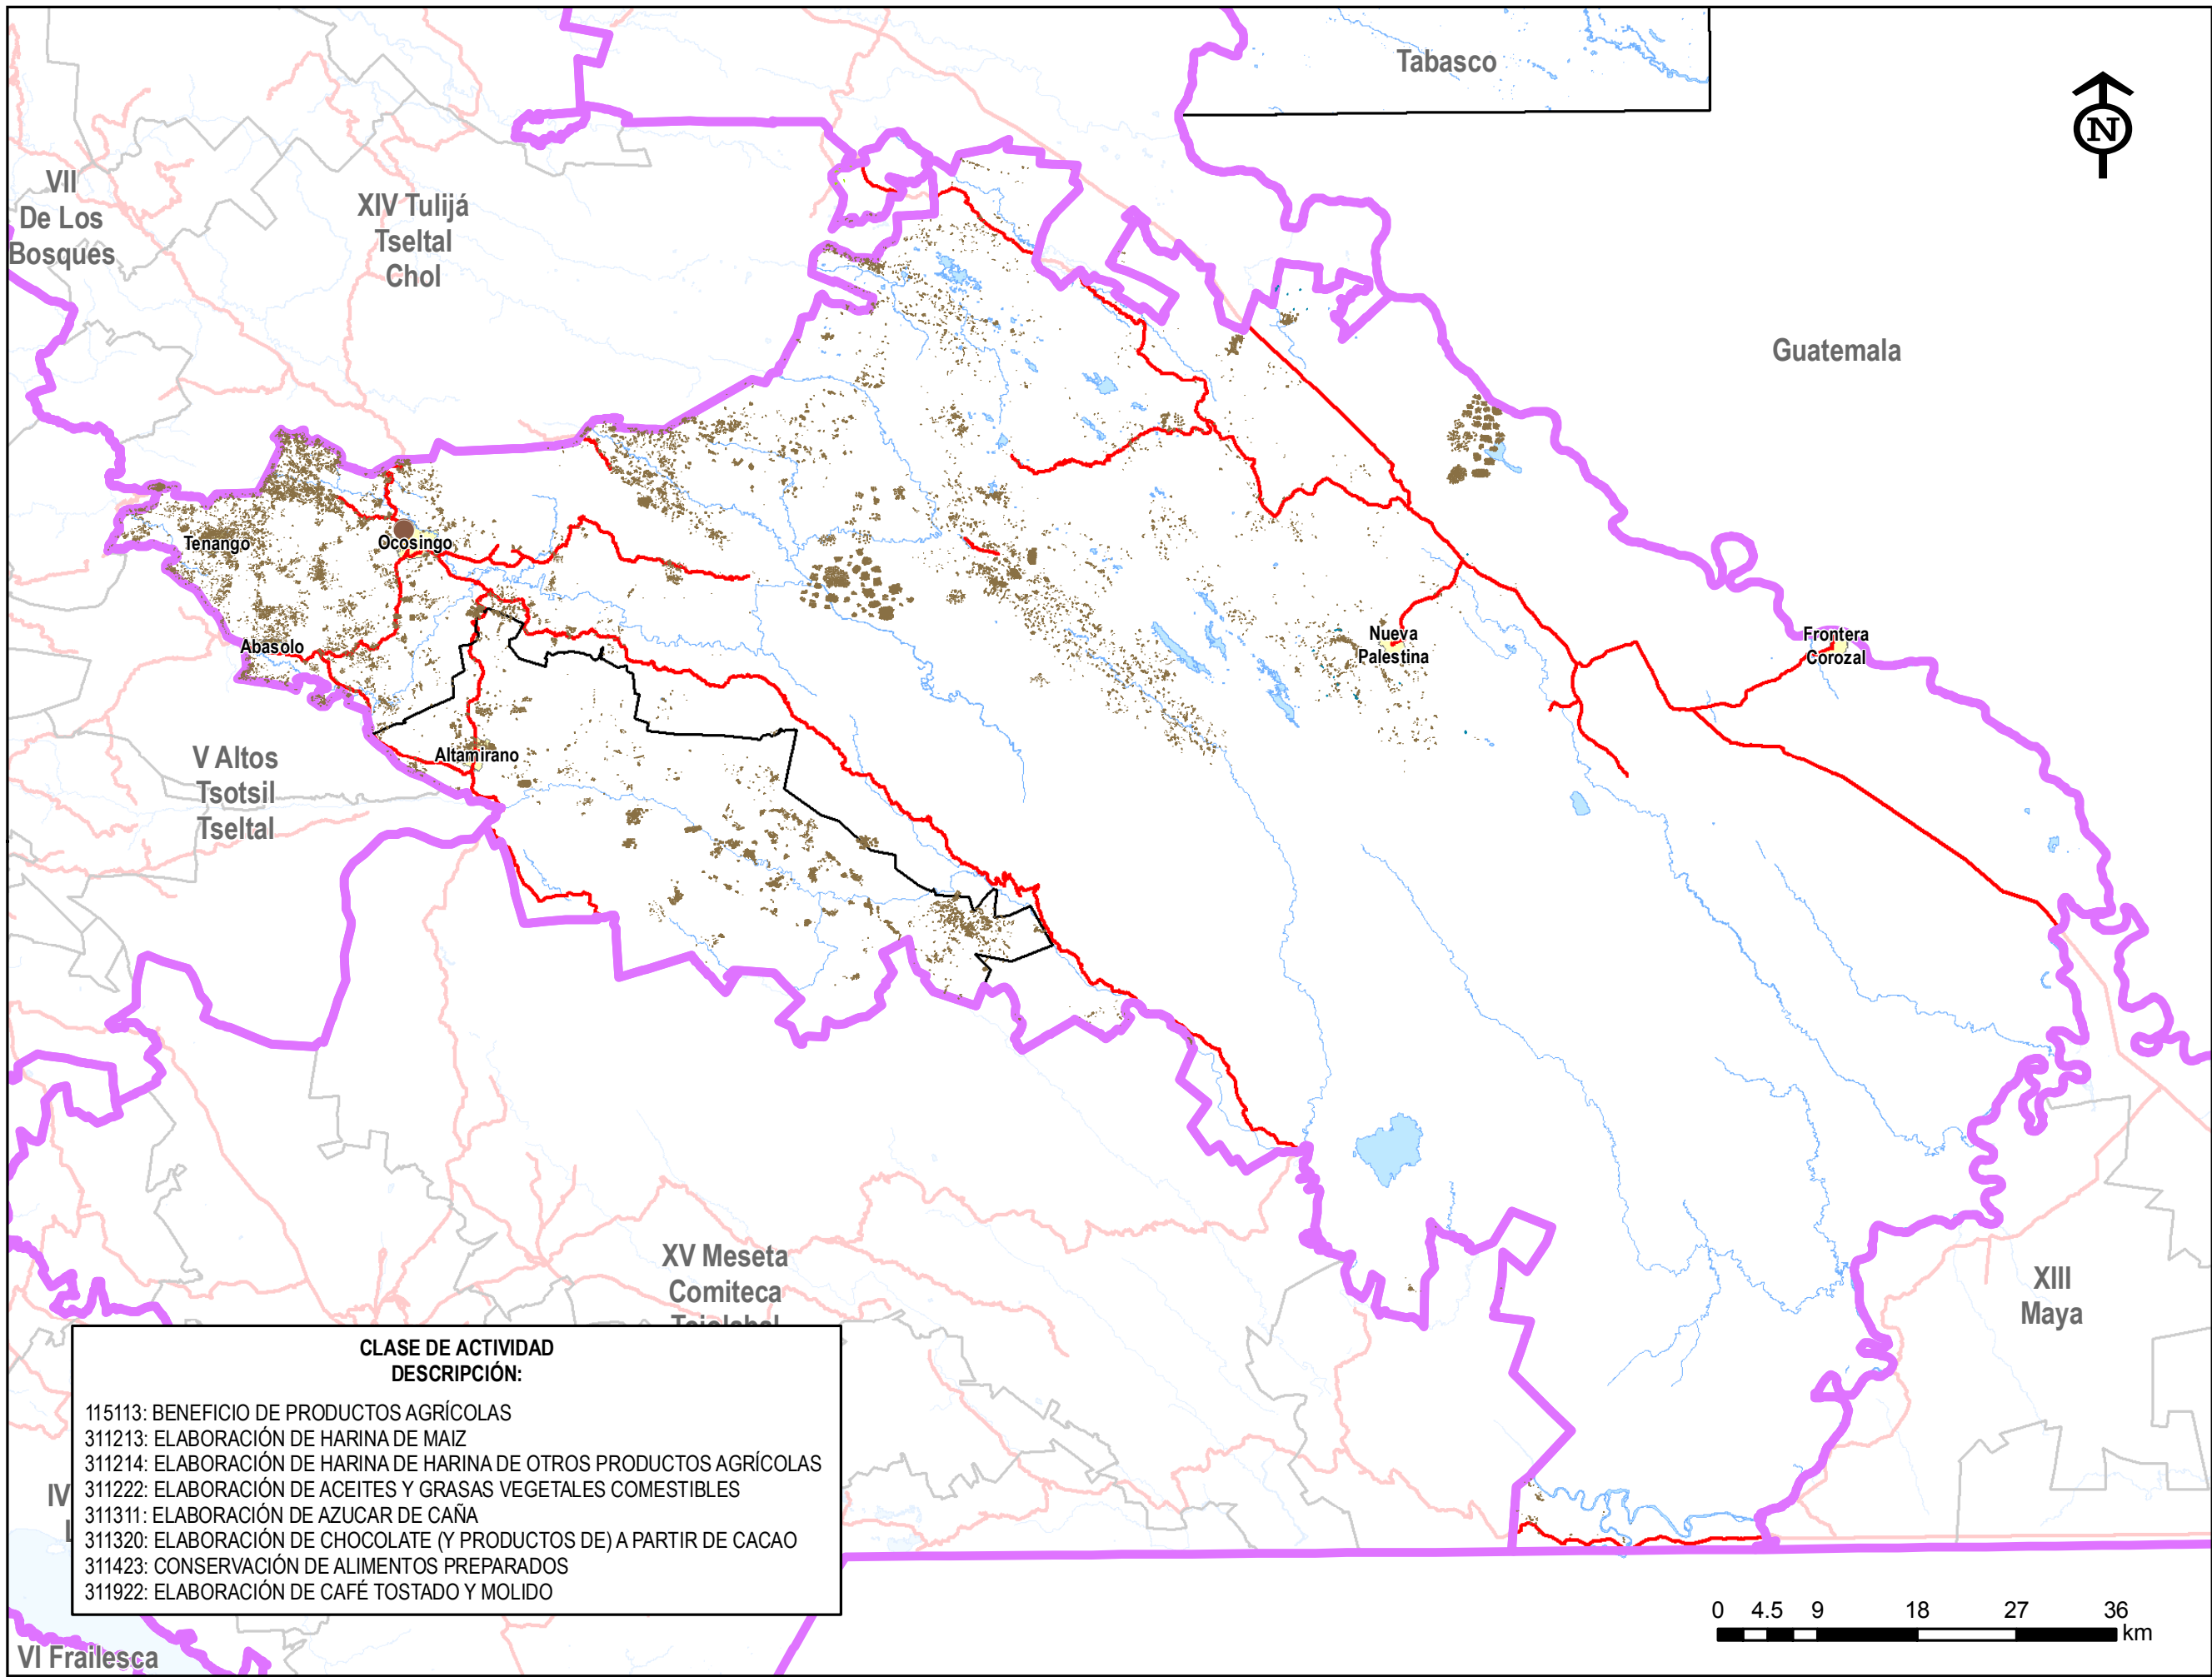 Tabasco
N
VII
De Los
Bosques
XIV Tulijá
Tseltal
Chol
Guatemala
Tenango
Ocosingo
Abasolo
Nueva
Palestina
Frontera
Corozal
Altamirano
V Altos
Tsotsil
Tseltal
XV Meseta
Comiteca
XIII
Maya
CLASE DE ACTIVIDAD
DESCRIPCIÓN:
115113: BENEFICIO DE PRODUCTOS AGRÍCOLAS
311213: ELABORACIÓN DE HARINA DE MAIZ
311214: ELABORACIÓN DE HARINA DE HARINA DE OTROS PRODUCTOS AGRÍCOLAS
311222: ELABORACIÓN DE ACEITES Y GRASAS VEGETALES COMESTIBLES
311311: ELABORACIÓN DE AZUCAR DE CAÑA
311320: ELABORACIÓN DE CHOCOLATE (Y PRODUCTOS DE) A PARTIR DE CACAO
311423: CONSERVACIÓN DE ALIMENTOS PREPARADOS
311922: ELABORACIÓN DE CAFÉ TOSTADO Y MOLIDO
IV
VI Frailesca
0 4.5 9 18 27 36
km